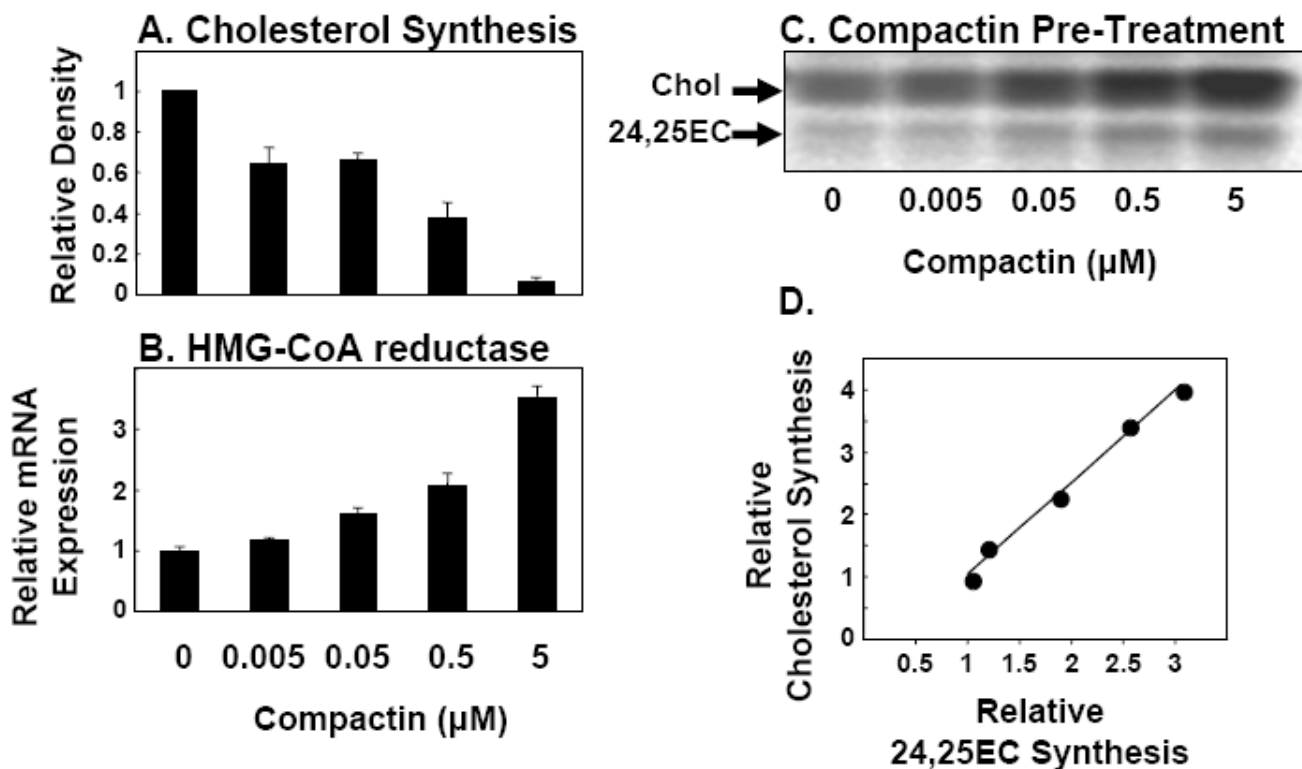 A. Cholesterol Synthesis
Relative Density
1
0.8
0.6
0.4
0.2
0
B. HMG-CoA reductase
Relative mRNA
Expression
3
2
1
0
0 0.005 0.05 0.5 5
Compactin (µM)
C. Compactin Pre-Treatment
Chol
24,25EC
0 0.005 0.05 0.5 5
Compactin (µM)
D.
Relative
Cholesterol Synthesis
4
3
2
1
0
0.5 1 1.5 2 2.5 3
Relative
24,25EC Synthesis